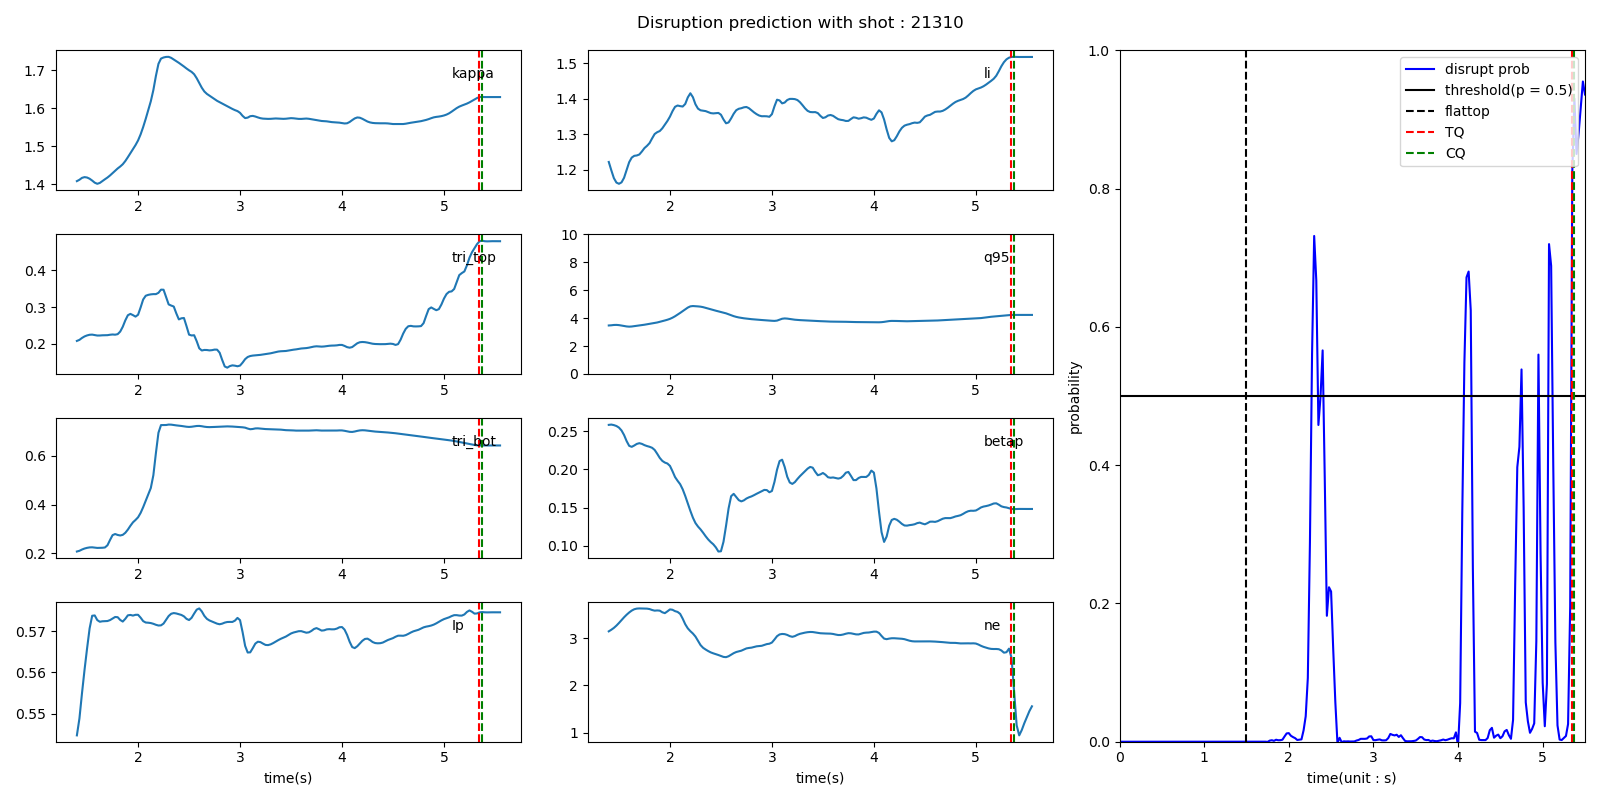 Disruption prediction with shot : 21310
1.7
1.6
1.5
1.4
kappa
2 3 4 5
1.5
1.4
1.3
1.2
li
2 3 4 5
0.4
0.3
0.2
tri_top
2 3 4 5
10
8
6
4
2
0
q95
2 3 4 5
0.6
0.4
0.2
tri_bot
2 3 4 5
0.25
0.20
0.15
0.10
betap
2 3 4 5
0.57
0.56
0.55
Ip
2 3 4 5
time(s)
3
2
1
ne
2 3 4 5
time(s)
1.0
0.8
0.6
0.4
0.2
0.0
probability
disrupt prob
threshold(p = 0.5)
flattop
TQ
CQ
0 1 2 3 4 5
time(unit : s)